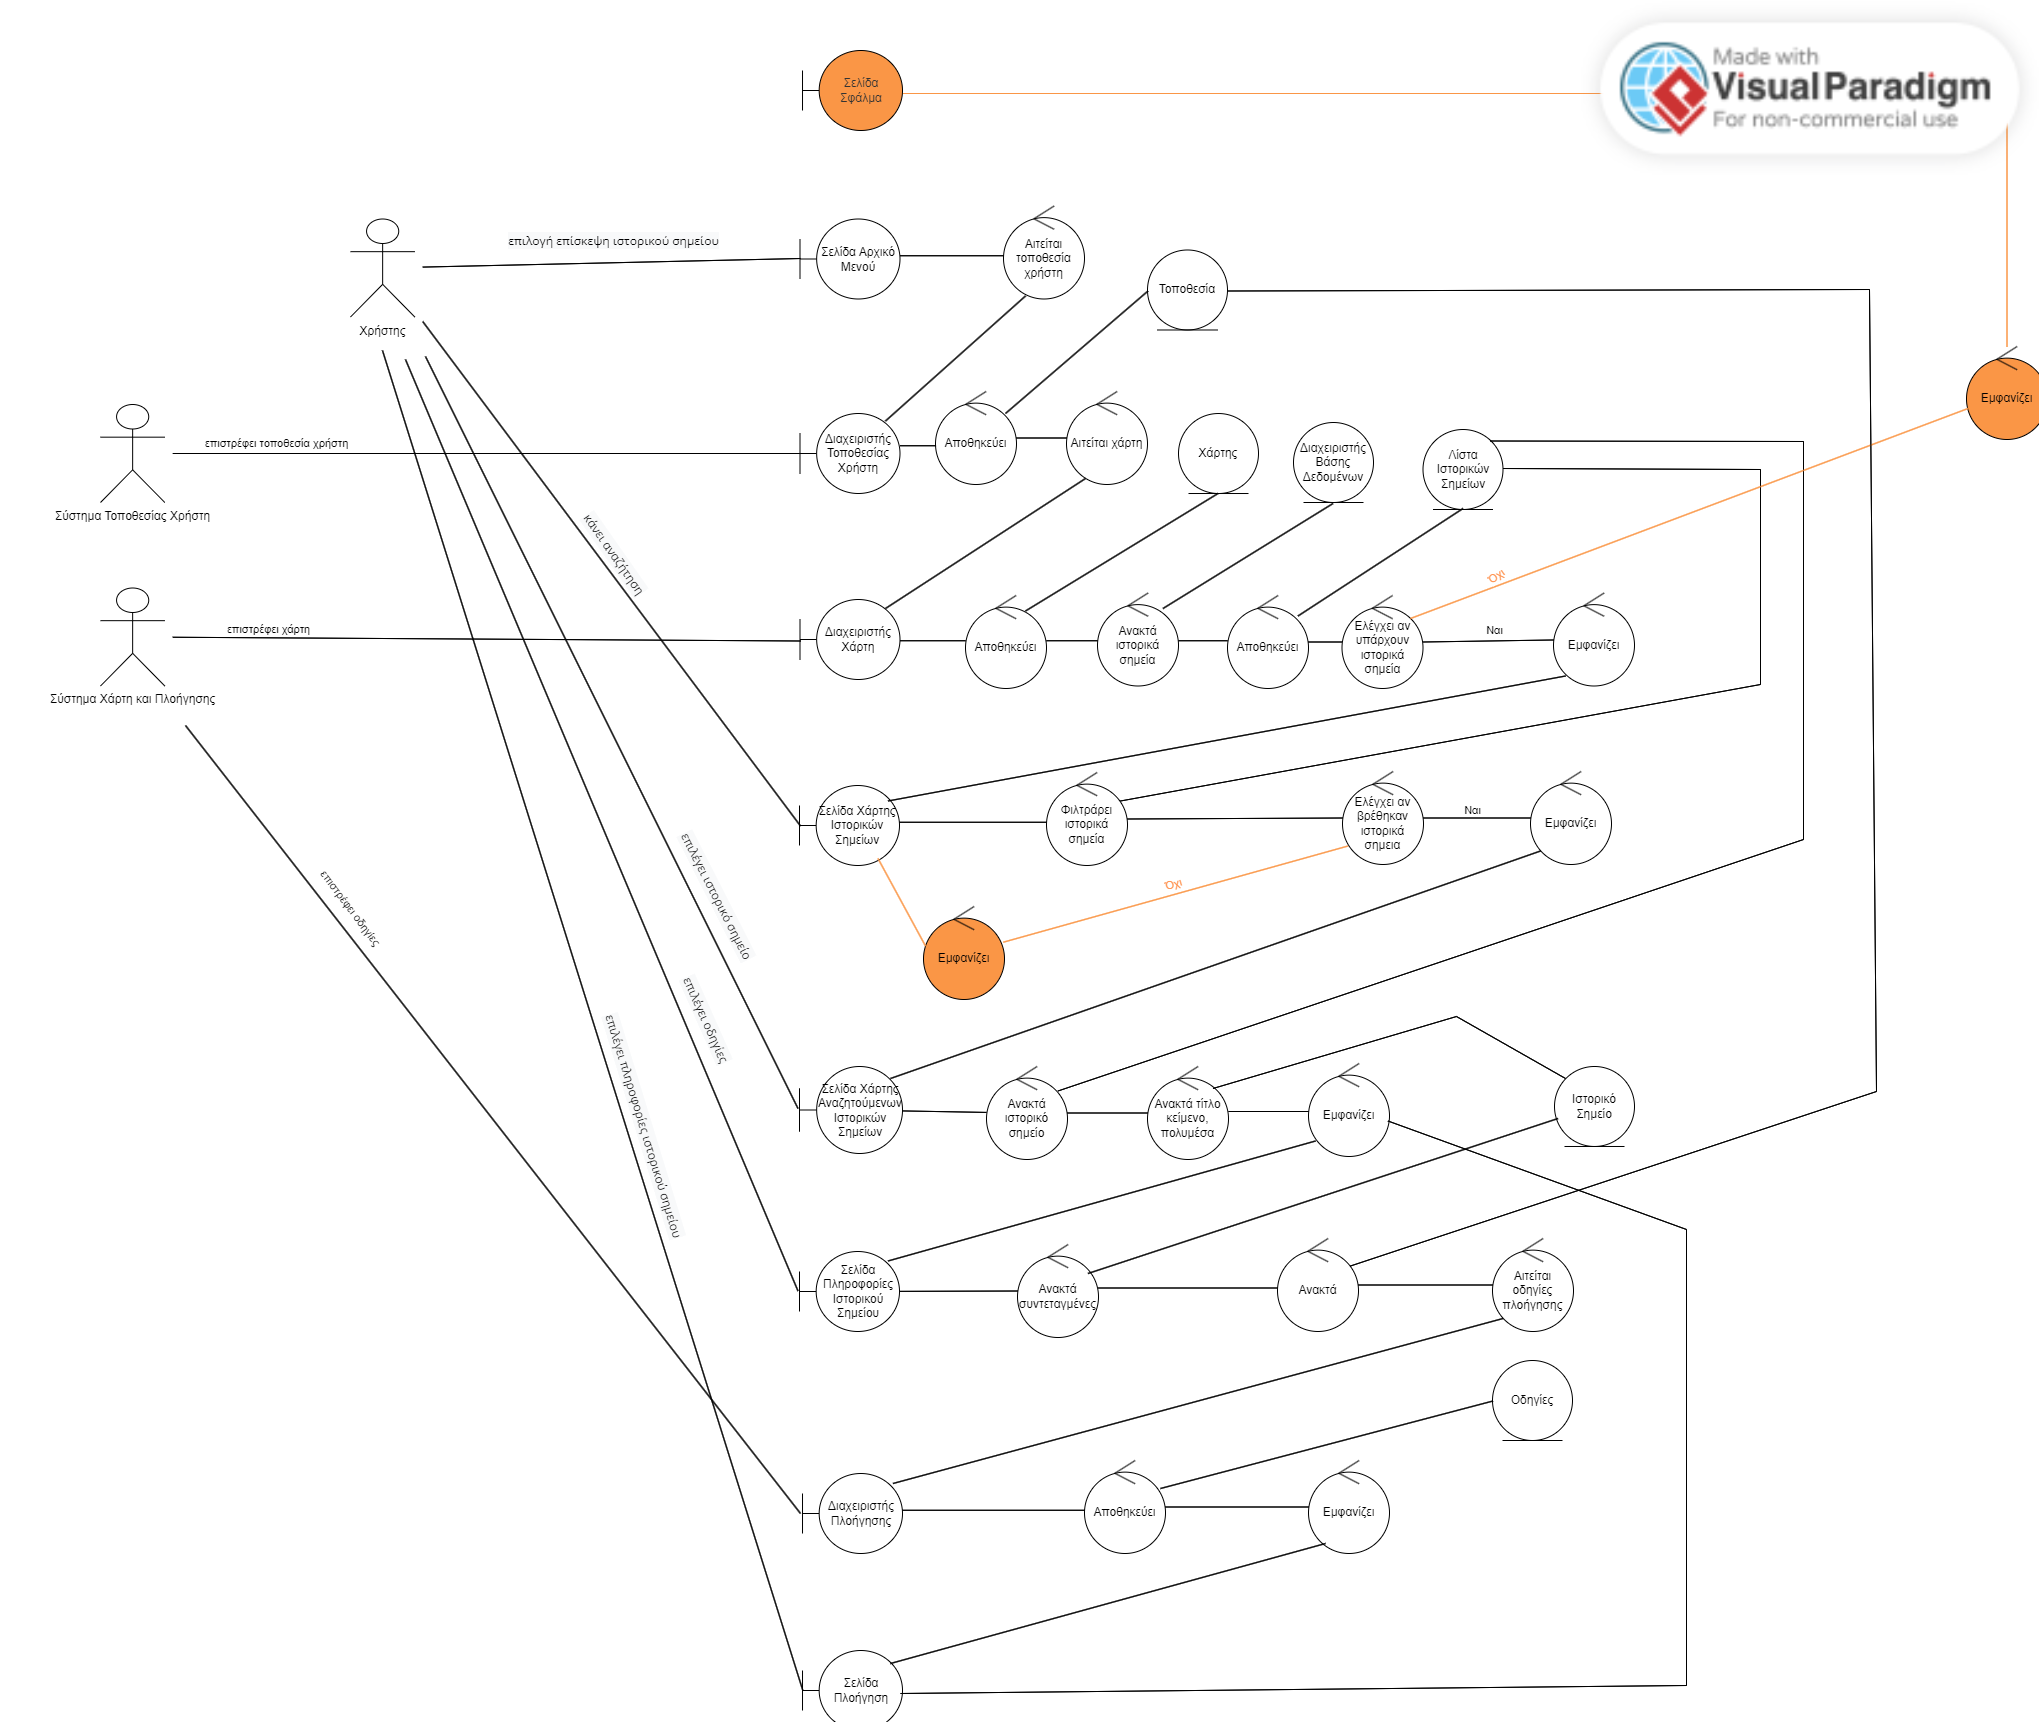 Made with
Visual Paradigm
For non-commercial use
Σελίδα
Σφάλμα
επιλογή επίσκεψη ιστορικού σημείου
Σελίδα Αρχικό
Μενού
Αιτείται
τοποθεσία
χρήστη
Τοποθεσία
Χρήστης
Εμφανίζει
επιστρέφει τοποθεσία χρήστη
Σύστημα Τοποθεσίας Χρήστη
Διαχειριστής
Τοποθεσίας
Χρήστη
Αποθηκεύει
Αιτείται χάρτη
Χάρτης
Διαχειριστής
Βάσης
Δεδομένων
Λίστα
Ιστορικών
Σημείων
κάνει αναζήτηση
Όχι
επιστρέφει χάρτη
Σύστημα Χάρτη και Πλοήγησης
Διαχειριστής
Χάρτη
Αποθηκεύει
Ανακτά
ιστορικά
σημεία
Αποθηκεύει
Ελέγχει αν
υπάρχουν
ιστορικά
σημεία
Ναι
Εμφανίζει
Σελίδα Χάρτης
Ιστορικών
Σημείων
Φιλτράρει
ιστορικά
σημεία
Ελέγχει αν
βρέθηκαν
ιστορικά
σημεια
Ναι
Εμφανίζει
Όχι
Εμφανίζει
επιστρέφει οδηγίες
επιλέγει ιστορικό σημείο
επιλέγει οδηγίες
επιλέγει πληροφορίες ιστορικού σημείου
Σελίδα Χάρτης
Αναζητούμενων
Ιστορικών
Σημείων
Ανακτά
ιστορικό
σημείο
Ανακτά τίτλο
κείμενο,
πολυμέσα
Εμφανίζει
Ιστορικό
Σημείο
Σελίδα
Πληροφορίες
Ιστορικού
Σημείου
Ανακτά
συντεταγμένες
Ανακτά
Αιτείται
οδηγίες
πλοήγησης
Οδηγίες
Διαχειριστής
Πλοήγησης
Αποθηκεύει
Εμφανίζει
Σελίδα
Πλοήγηση